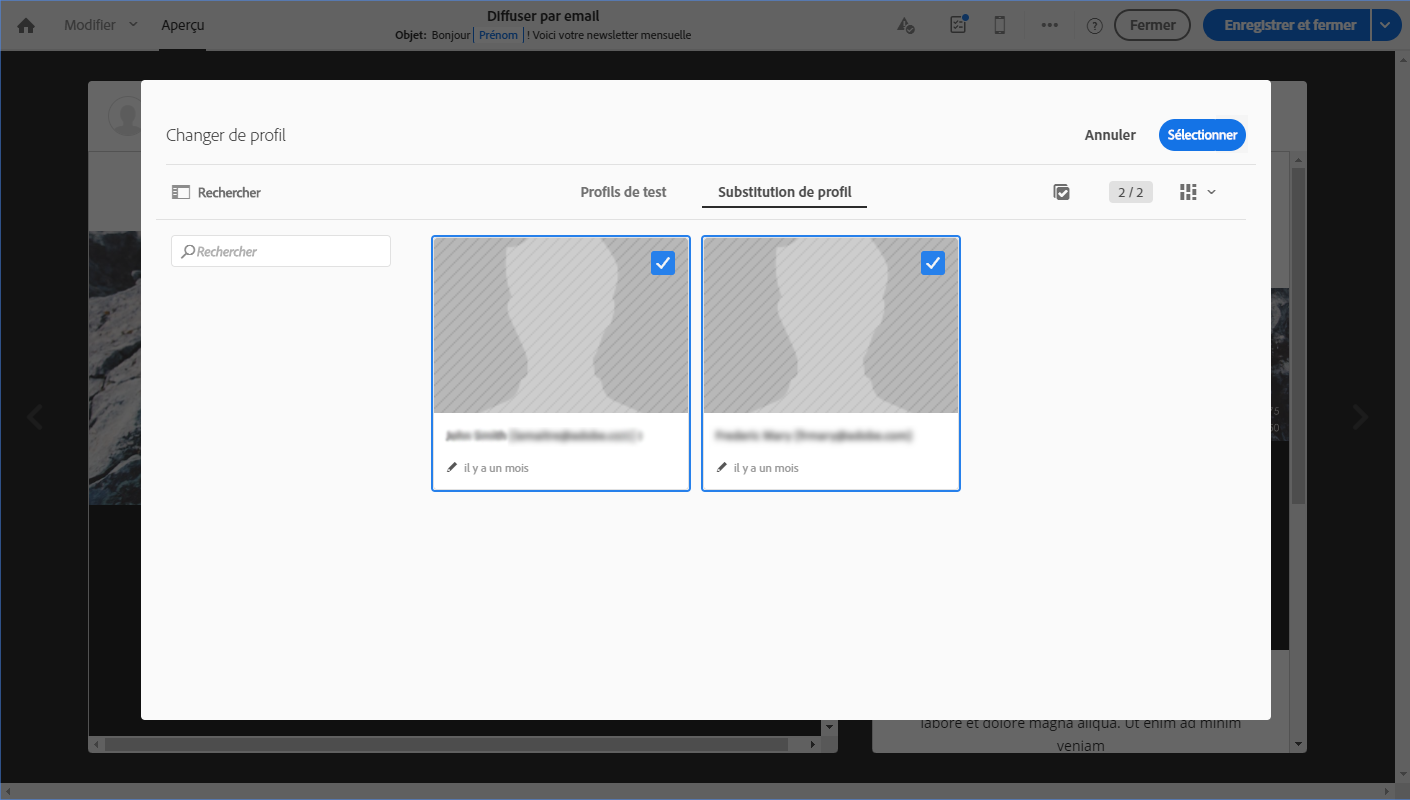 Modifier
Aperçu
Diffuser par email
Objet: Bonjour Prénom ! Voici votre newsletter mensuelle
Fermer
Enregistrer et fermer
Changer de profil
Annuler
Sélectionner
Rechercher
Profils de test
Substitution de profil
2 / 2
Rechercher
John Smith
il y a un mois
il y a un mois
labore et dolore magna aliqua. Ut enim ad minim
veniam